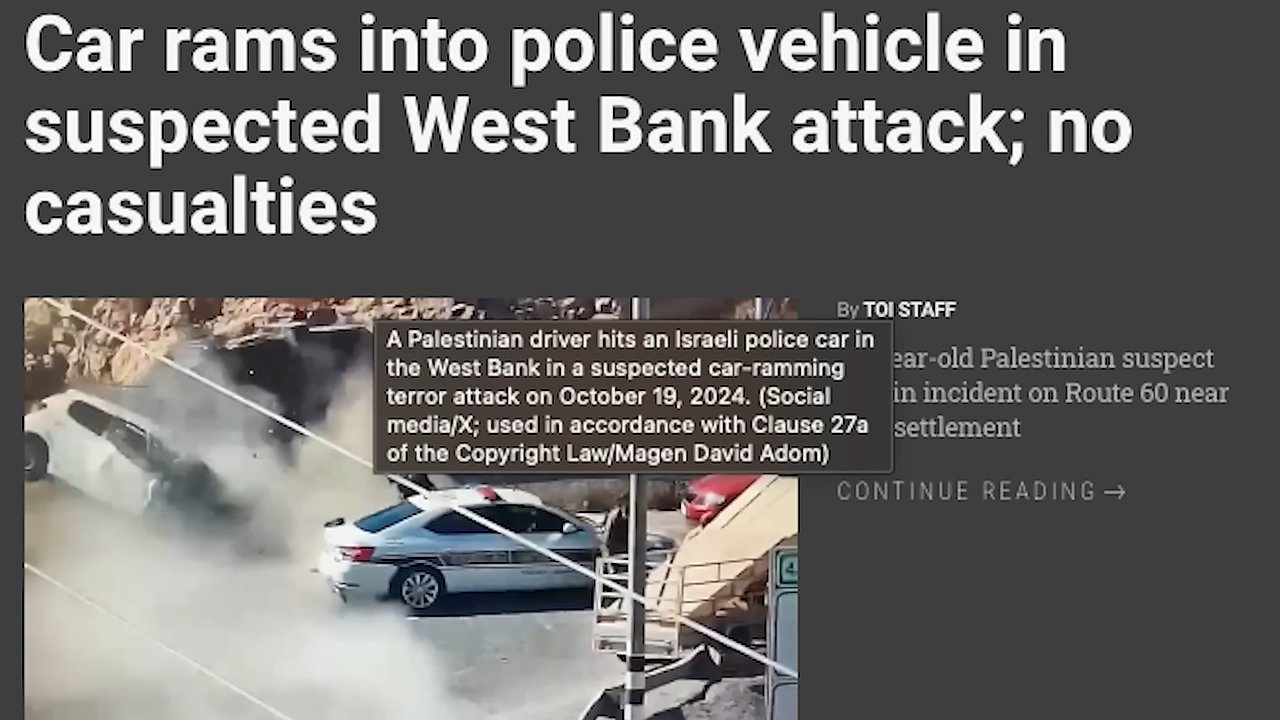 Car rams into police vehicle in
suspected West Bank attack; no
casualties
By TOI STAFF
A Palestinian driver hits an Israeli police car in
the West Bank in a suspected car-ramming
terror attack on October 19, 2024. (Social
media/X; used in accordance with Clause 27a
of the Copyright Law/Magen David Adom)
ear-old Palestinian suspect
in incident on Route 60 near
settlement
CONTINUE READING →